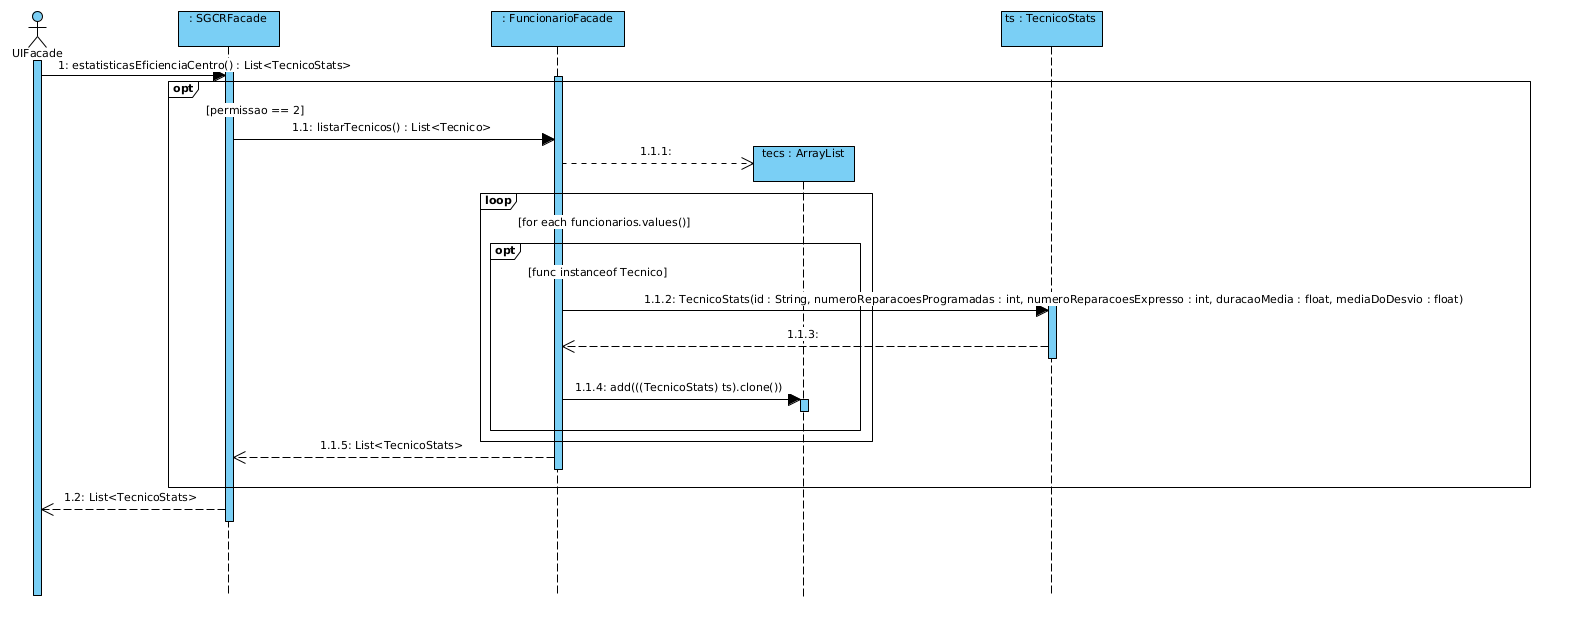 : SGCRFacade
: FuncionarioFacade
ts : TecnicoStats
UIFacade
1: estatisticasEficienciaCentro() : List<TecnicoStats>
opt
[permissao == 2]
1.1: listarTecnicos() : List<Tecnico>
1.1.1:
tecs : ArrayList
loop
[for each funcionarios.values()]
opt
[func instanceof Tecnico]
1.1.2: TecnicoStats(id : String, numeroReparacoesProgramadas : int, numeroReparacoesExpresso : int, duracaoMedia : float, mediaDoDesvio : float)
1.1.3:
1.1.4: add(((TecnicoStats) ts).clone())
1.1.5: List<TecnicoStats>
1.2: List<TecnicoStats>